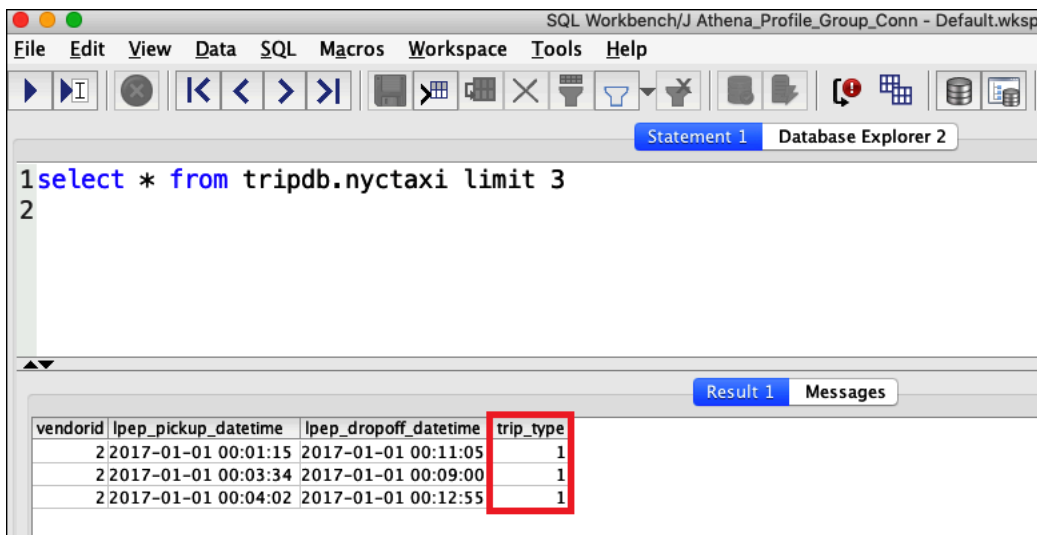 SQL Workbench/J Athena_Profile_Group_Conn - Default.wksp
File Edit View Data SQL Macros Workspace Tools Help
Statement 1 Database Explorer 2
1 select * from tripdb.nyctaxi limit 3
2
Result 1 Messages
vendorid lpep_pickup_datetime lpep_dropoff_datetime trip_type
2 2017-01-01 00:01:15 2017-01-01 00:11:05 1
2 2017-01-01 00:03:34 2017-01-01 00:09:00 1
2 2017-01-01 00:04:02 2017-01-01 00:12:55 1